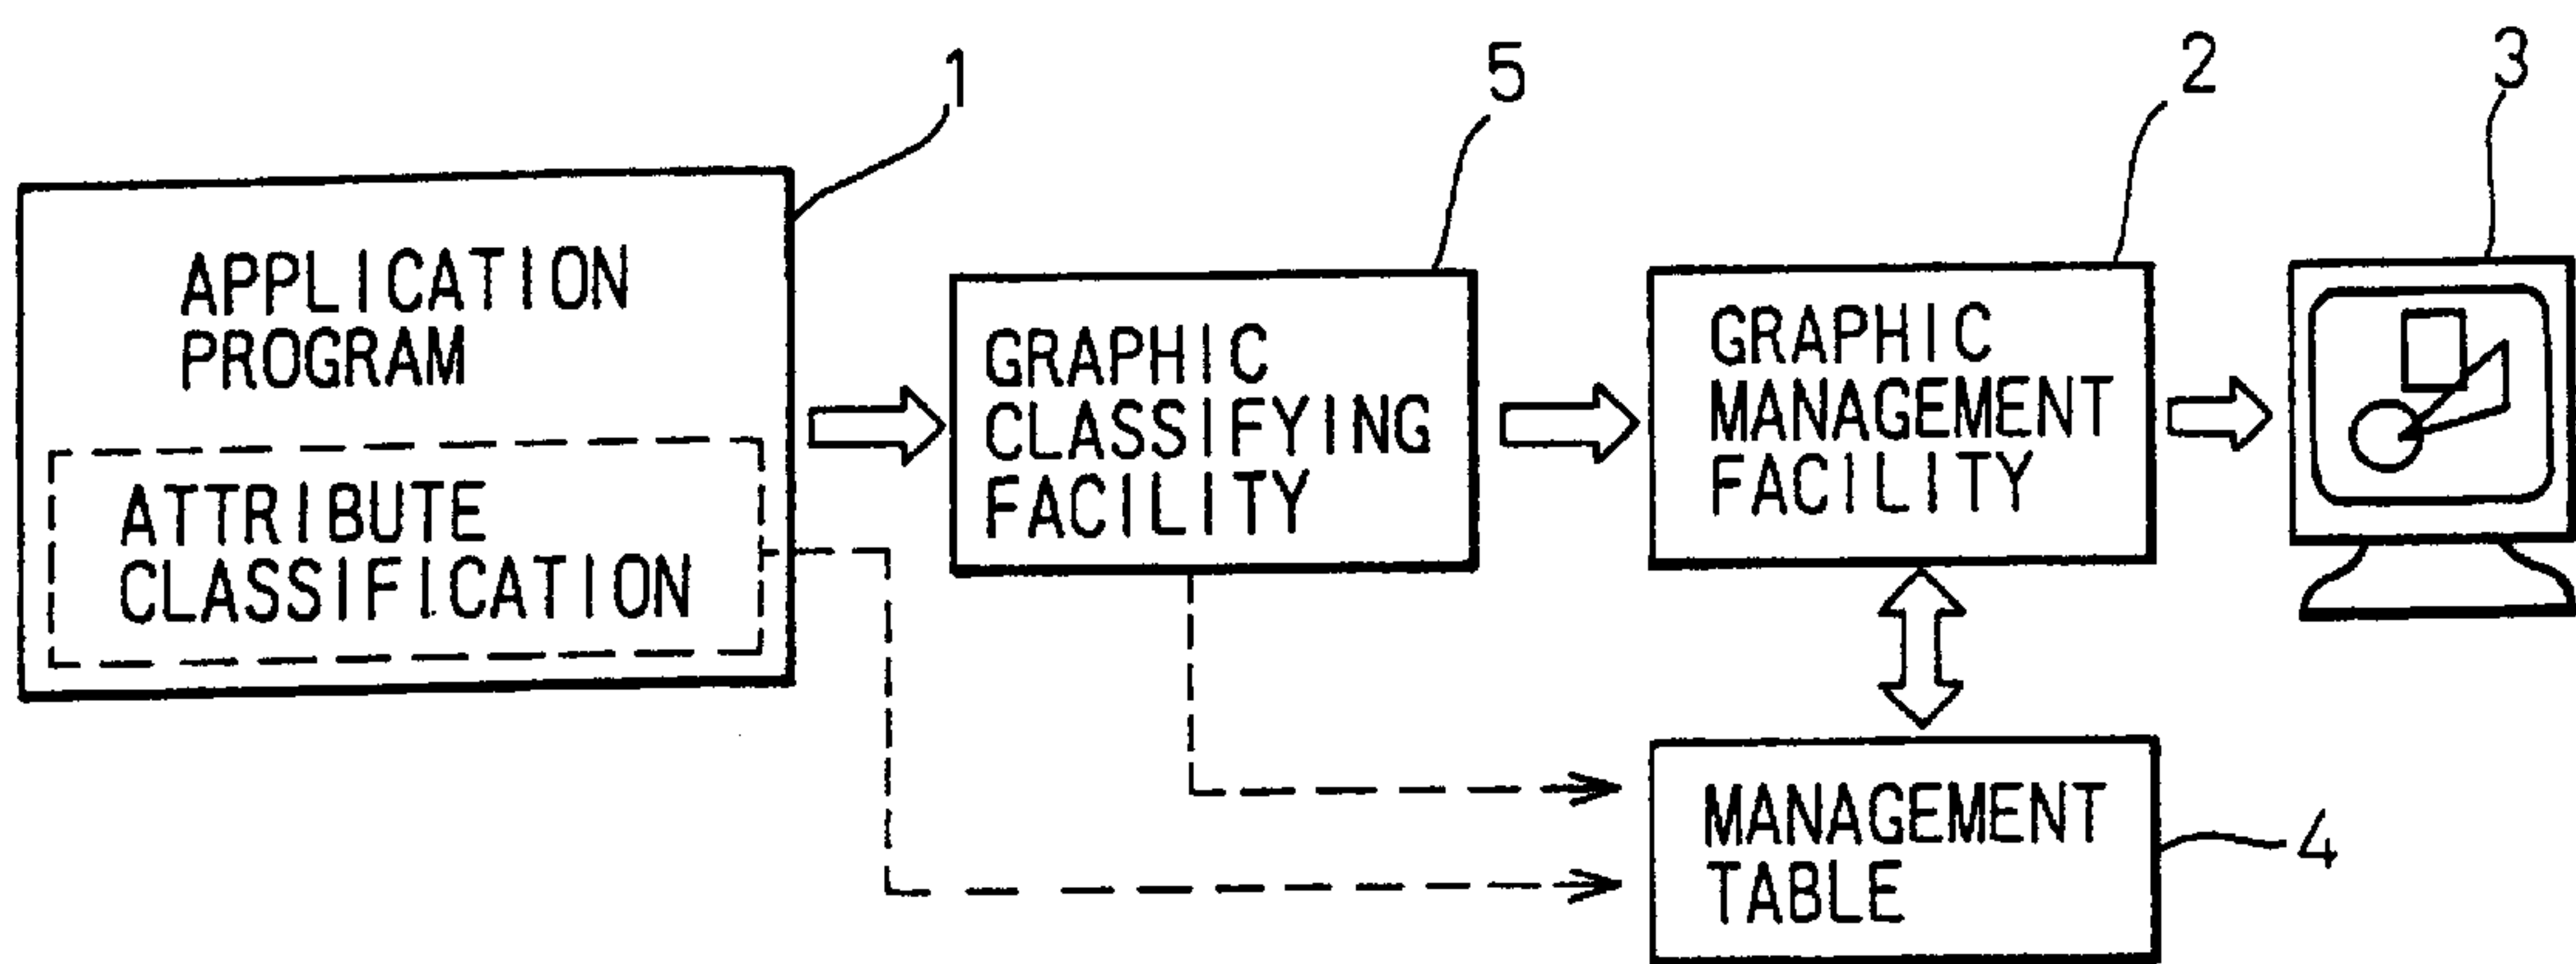 1
5
2
3
APPLICATION
PROGRAM
ATTRIBUTE
CLASSIFICATION
GRAPHIC
CLASSIFYING
FACILITY
GRAPHIC
MANAGEMENT
FACILITY
MANAGEMENT
TABLE
4